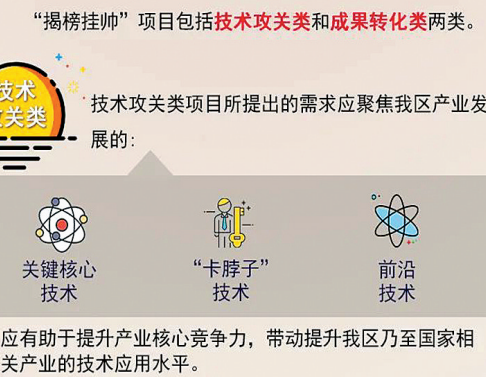 “揭榜挂帅”项目包括技术攻关类和成果转化类两类。
技术
攻关类
技术攻关类项目所提出的需求应聚焦我区产业发
展的：
关键核心
技术
“卡脖子”
技术
前沿
技术
应有助于提升产业核心竞争力，带动提升我区乃至国家相
关产业的技术应用水平。